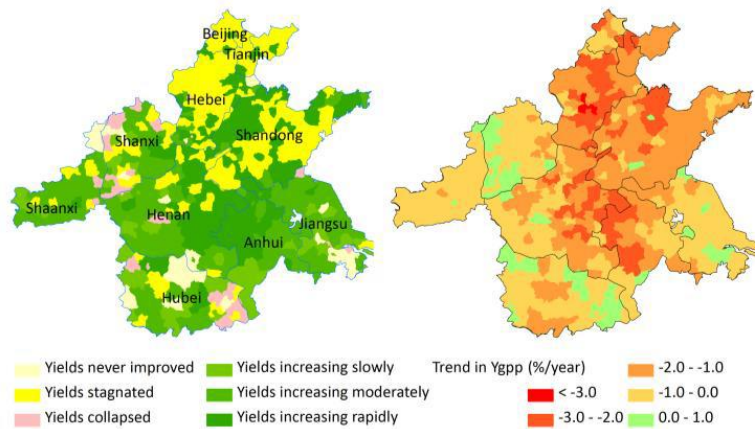 Beijing
Tianjin
Hebei
Shanxi
Shandong
Shaanxi
Henan
Jiangsu
Anhui
Hubei
Yields never improved
Yields stagnated
Yields collapsed
Yields increasing slowly
Yields increasing moderately
Yields increasing rapidly
Trend in Ygpp (%/year)
< -3.0
-3.0 - -2.0
-2.0 - -1.0
-1.0 - 0.0
0.0 - 1.0